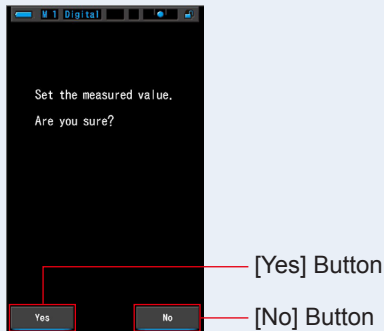 M 1 Digital
Set the measured value.
Are you sure?
[Yes] Button
Yes
No
[No] Button